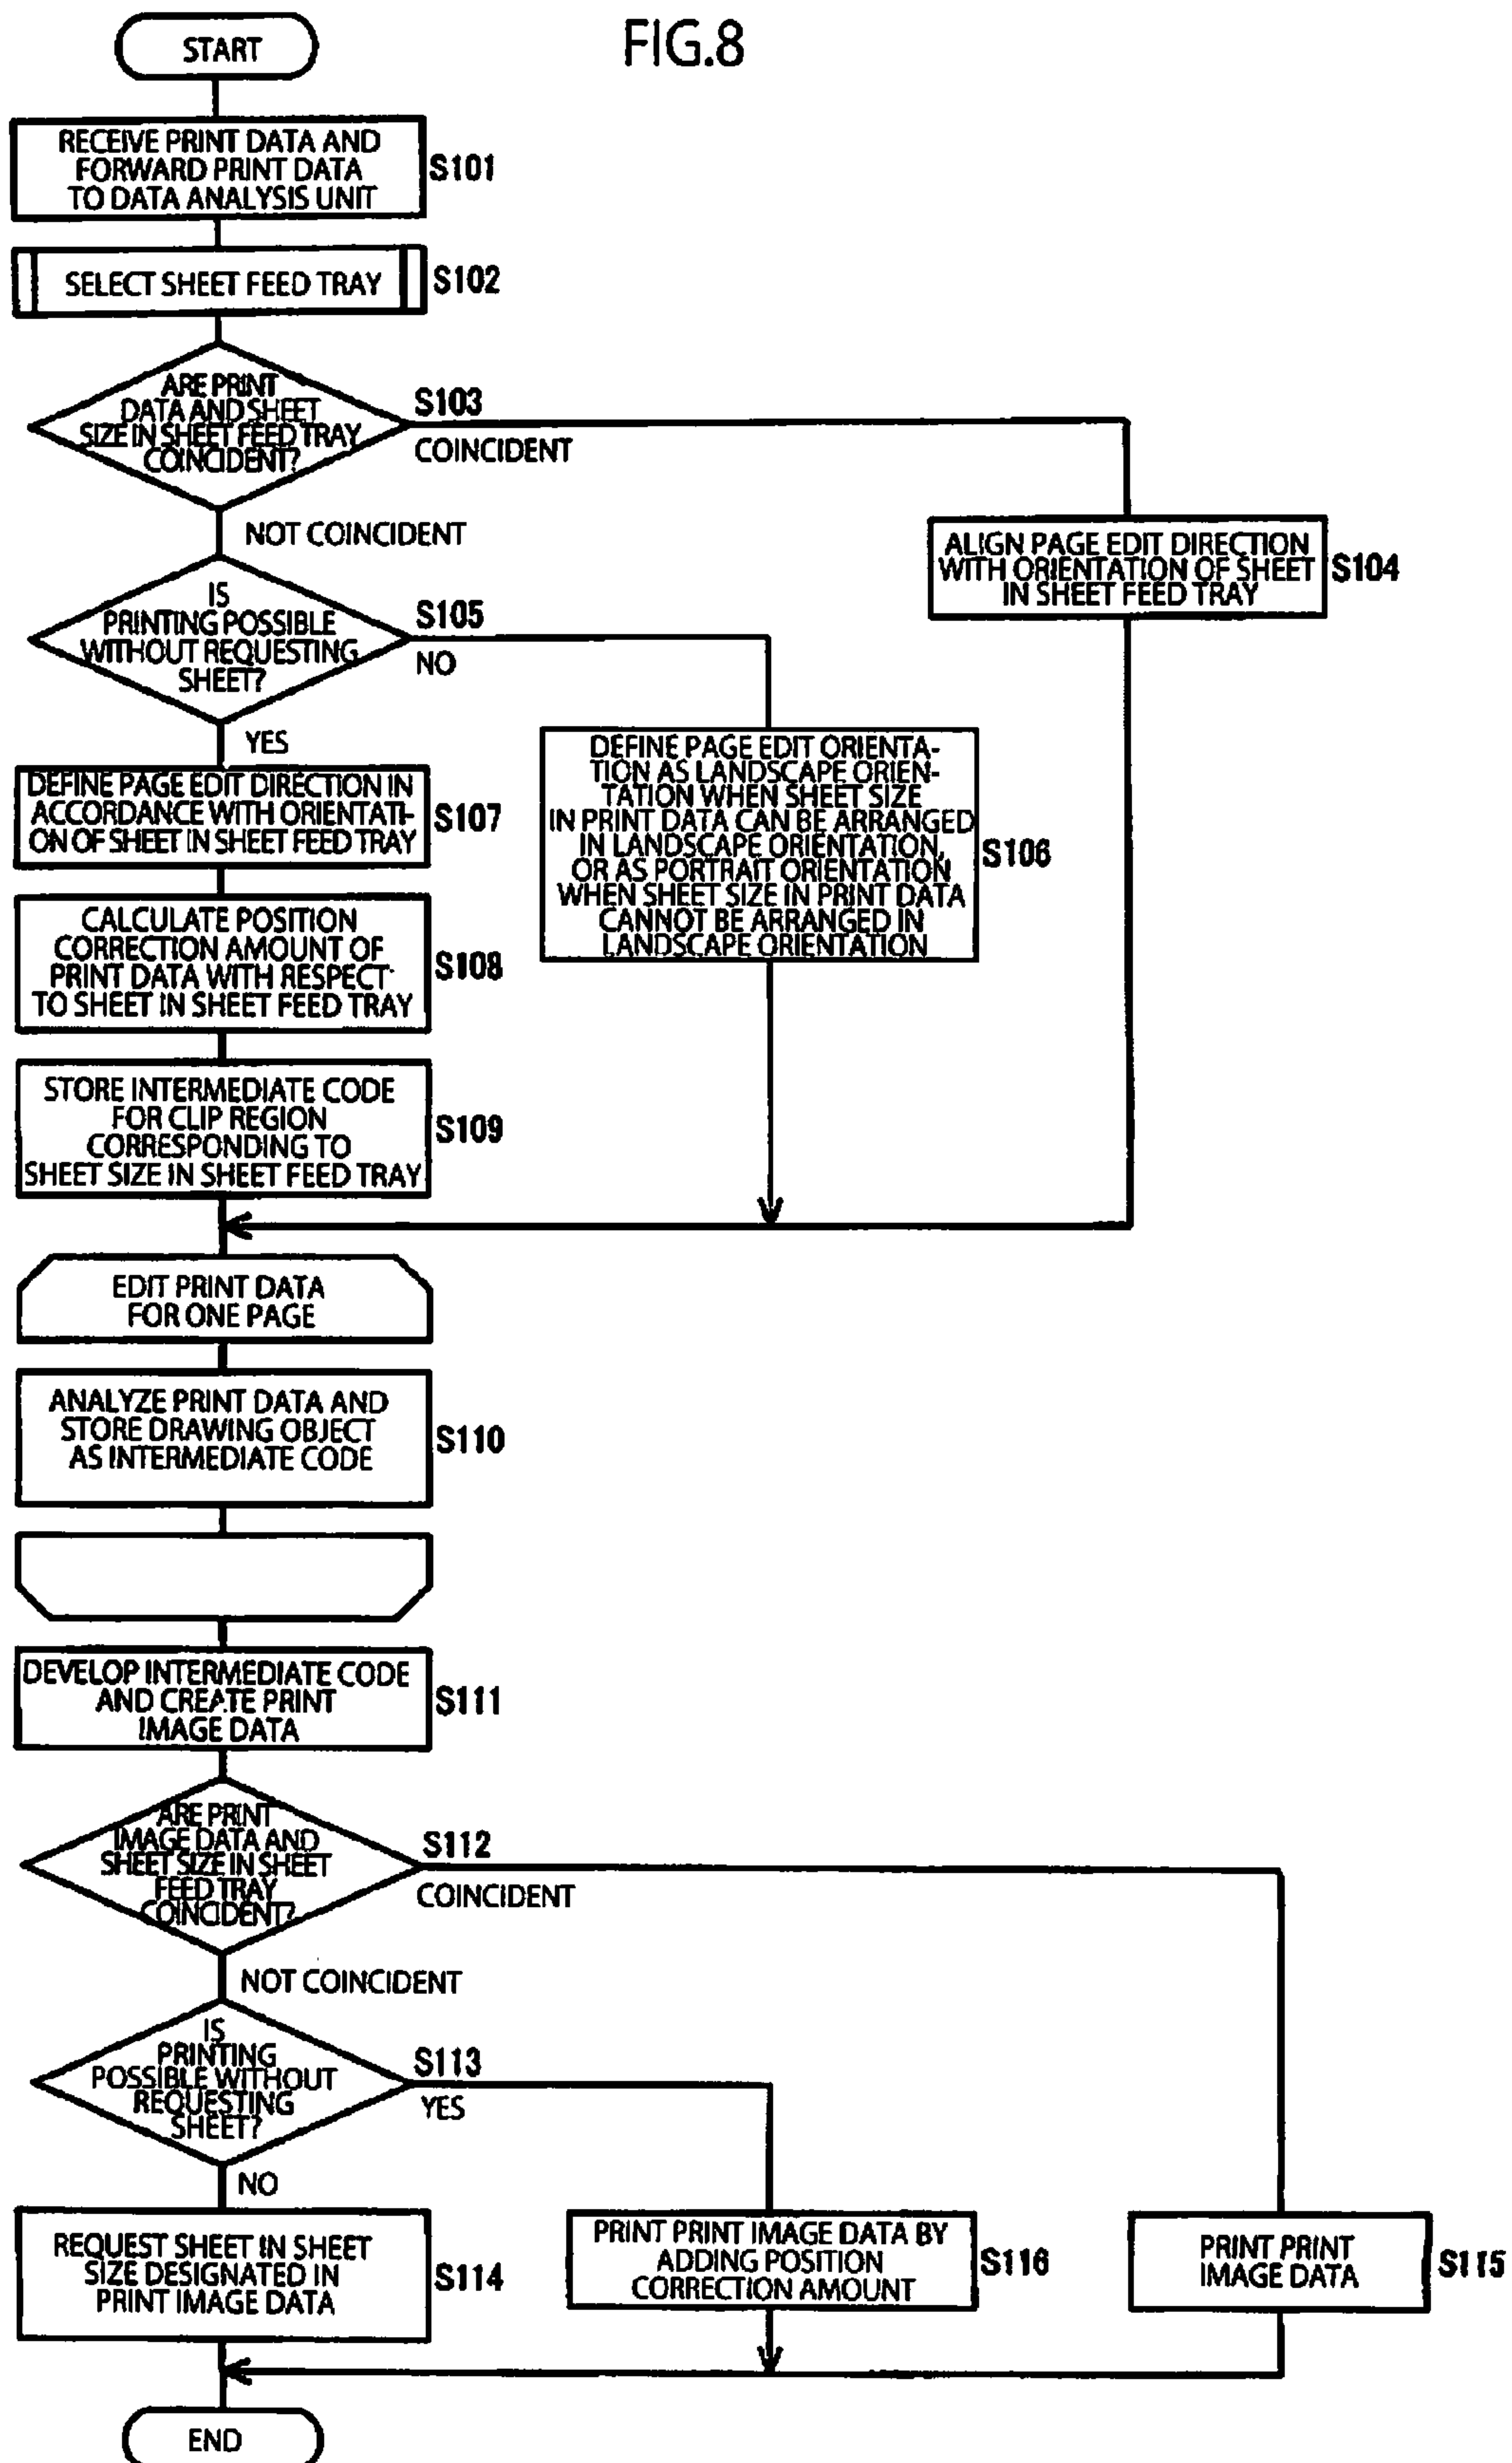 FIG.8
START
RECEIVE PRINT DATA AND
FORWARD PRINT DATA
TO DATA ANALYSIS UNIT
S101
SELECT SHEET FEED TRAY
S102
ARE PRINT
DATA AND SHEET
SIZE IN SHEET FEED TRAY
COINCIDENT?
S103
COINCIDENT
NOT COINCIDENT
ALIGN PAGE EDIT DIRECTION
WITH ORIENTATION OF SHEET
IN SHEET FEED TRAY
S104
IS
PRINTING POSSIBLE
WITHOUT REQUESTING
SHEET?
S105
NO
YES
DEFINE PAGE EDIT ORIENTA-
TION AS LANDSCAPE ORIEN-
TATION WHEN SHEET SIZE
IN PRINT DATA CAN BE ARRANGED
IN LANDSCAPE ORIENTATION,
OR AS PORTRAIT ORIENTATION
WHEN SHEET SIZE IN PRINT DATA
CANNOT BE ARRANGED IN
LANDSCAPE ORIENTATION
S106
DEFINE PAGE EDIT DIRECTION IN
ACCORDANCE WITH ORIENTATI-
ON OF SHEET IN SHEET FEED TRAY
S107
CALCULATE POSITION
CORRECTION AMOUNT OF
PRINT DATA WITH RESPECT
TO SHEET IN SHEET FEED TRAY
S108
STORE INTERMEDIATE CODE
FOR CLIP REGION
CORRESPONDING TO
SHEET SIZE IN SHEET FEED TRAY
S109
EDIT PRINT DATA
FOR ONE PAGE
ANALYZE PRINT DATA AND
STORE DRAWING OBJECT
AS INTERMEDIATE CODE
S110
DEVELOP INTERMEDIATE CODE
AND CREATE PRINT
IMAGE DATA
S111
ARE PRINT
IMAGE DATA AND
SHEET SIZE IN SHEET
FEED TRAY
COINCIDENT?
S112
COINCIDENT
NOT COINCIDENT
IS
PRINTING
POSSIBLE WITHOUT
REQUESTING
SHEET?
S113
YES
NO
REQUEST SHEET IN SHEET
SIZE DESIGNATED IN
PRINT IMAGE DATA
S114
PRINT PRINT IMAGE DATA BY
ADDING POSITION
CORRECTION AMOUNT
S116
PRINT PRINT
IMAGE DATA
S115
END